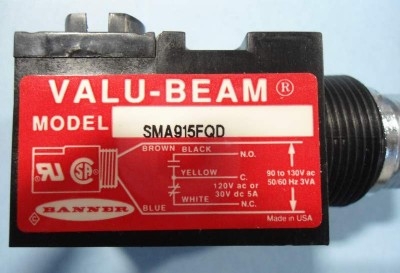 VALU-BEAM®
MODEL SMA915FQD
BROWN BLACK
N.O.
YELLOW C.
120V ac or
30V dc 5A
WHITE N.C.
BLUE
90 to 130V ac
50/60 Hz 3VA
Made in USA
BANNER